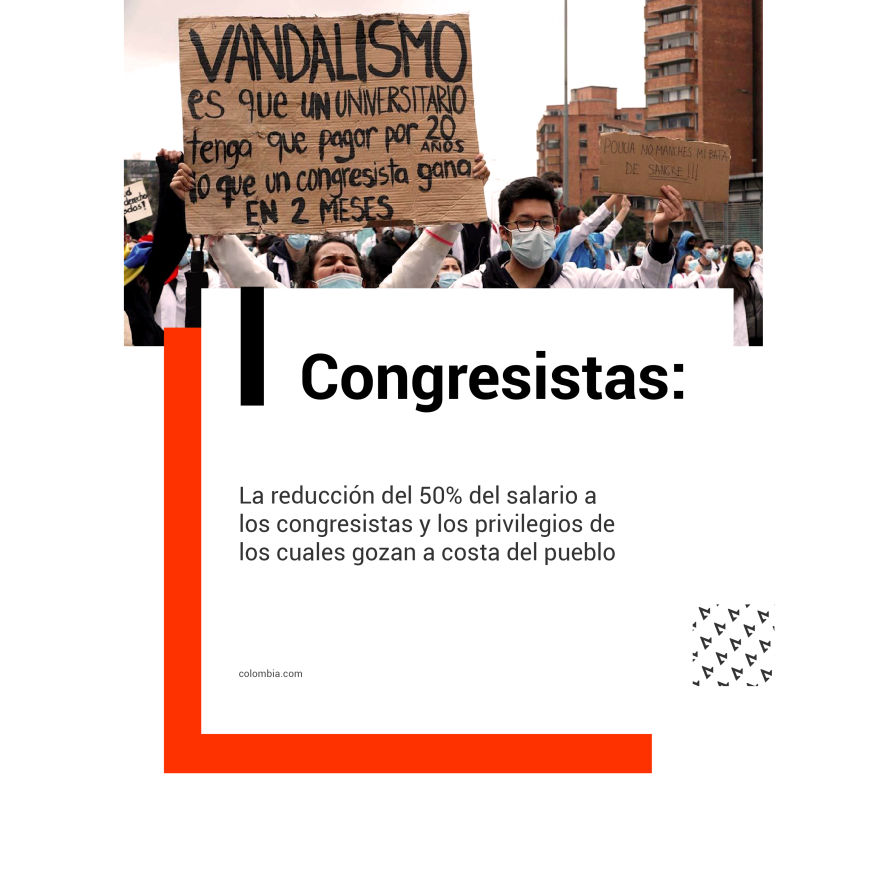 VANDALISMO
es que UN UNIVERSITARIO
tenga que pagar por 20 AÑOS
lo que un congresista gana
EN 2 MESES
POLICIA NO MANCHES MI BATA
DE SANGRE!!!
Congresistas:
La reducción del 50% del salario a
los congresistas y los privilegios de
los cuales gozan a costa del pueblo
colombia.com